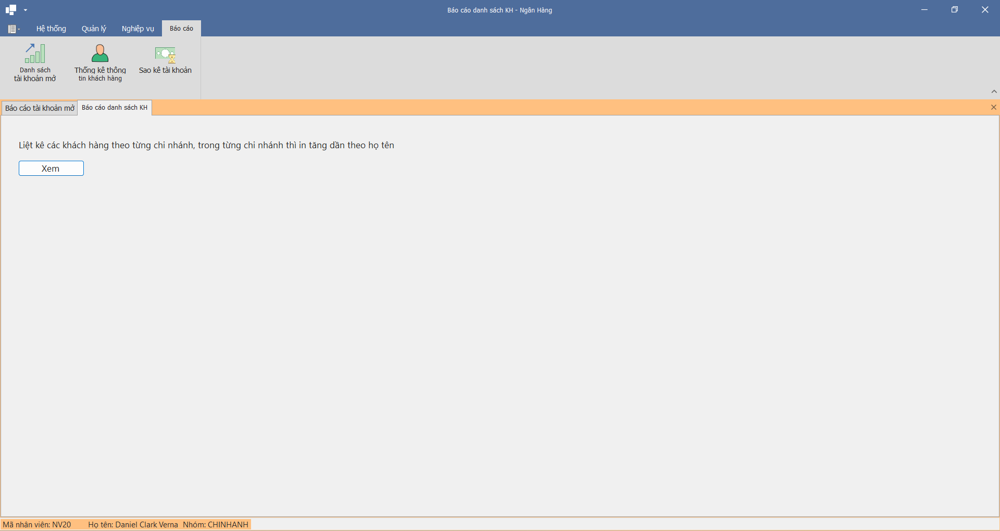 Báo cáo danh sách KH - Ngân Hàng
Hệ thống Quản lý Nghiệp vụ Báo cáo
Danh sách
tài khoản mở
Thống kê thông
tin khách hàng
Sao kê tài khoản
Báo cáo tài khoản mở Báo cáo danh sách KH
Liệt kê các khách hàng theo từng chi nhánh, trong từng chi nhánh thì in tăng dần theo họ tên
Xem
Mã nhân viên: NV20 Họ tên: Daniel Clark Verna Nhóm: CHINHANH